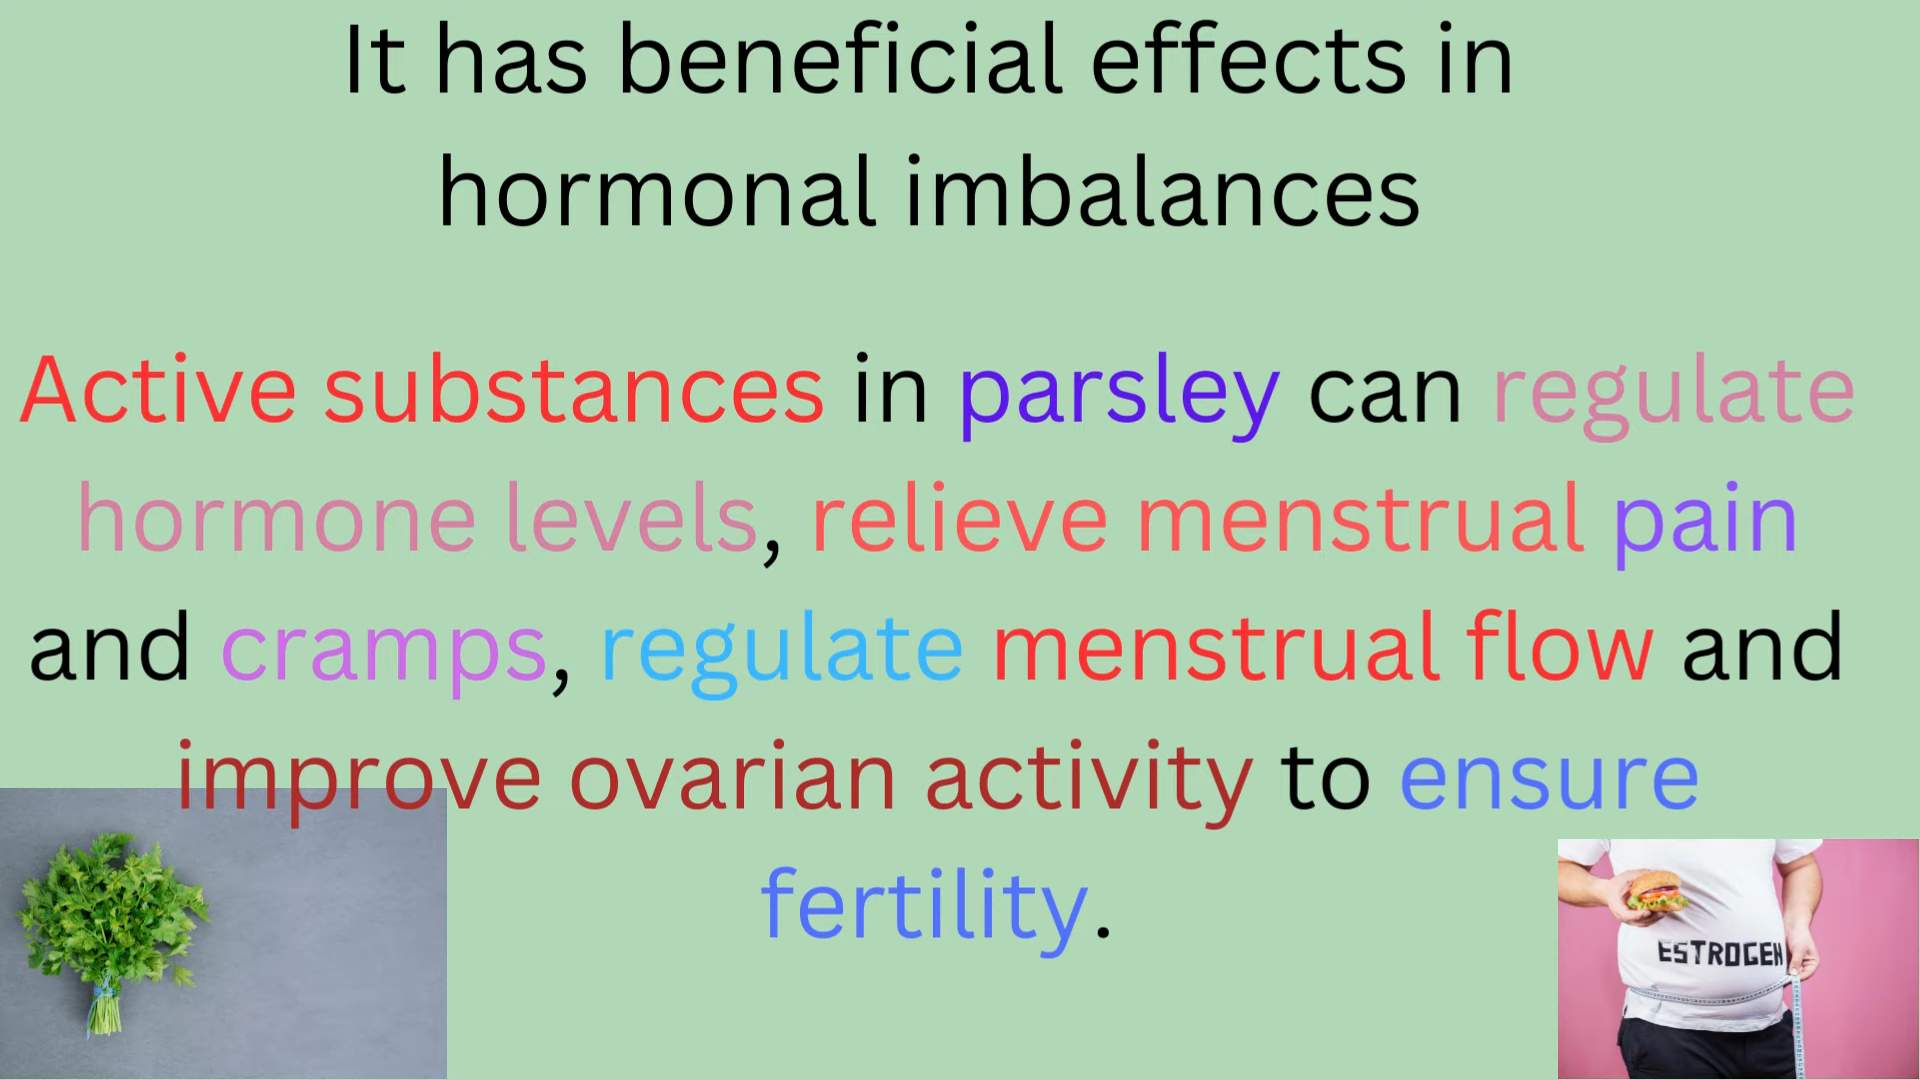 It has beneficial effects in
hormonal imbalances
Active substances in parsley can regulate
hormone levels, relieve menstrual pain
and cramps, regulate menstrual flow and
improve ovarian activity to ensure
fertility.
ESTROGEN